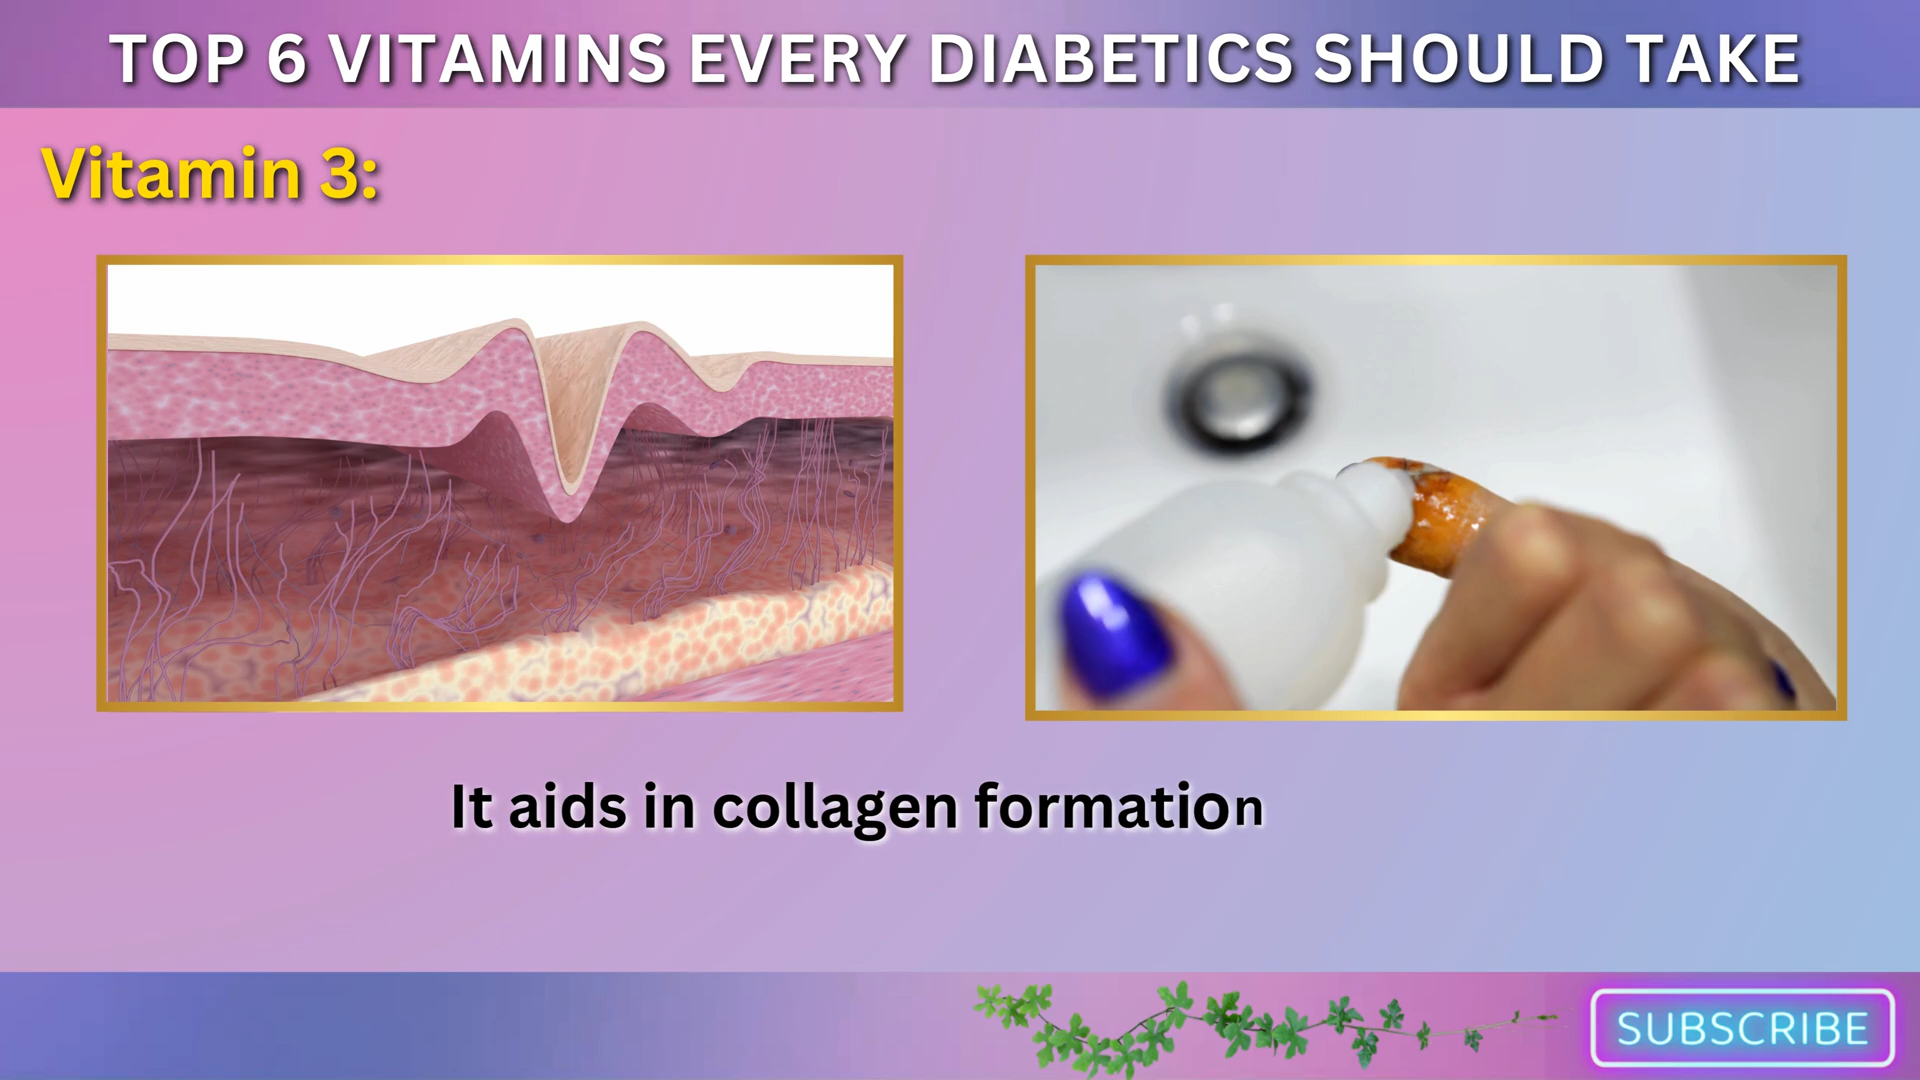 TOP 6 VITAMINS EVERY DIABETICS SHOULD TAKE
Vitamin 3:
It aids in collagen formation
SUBSCRIBE